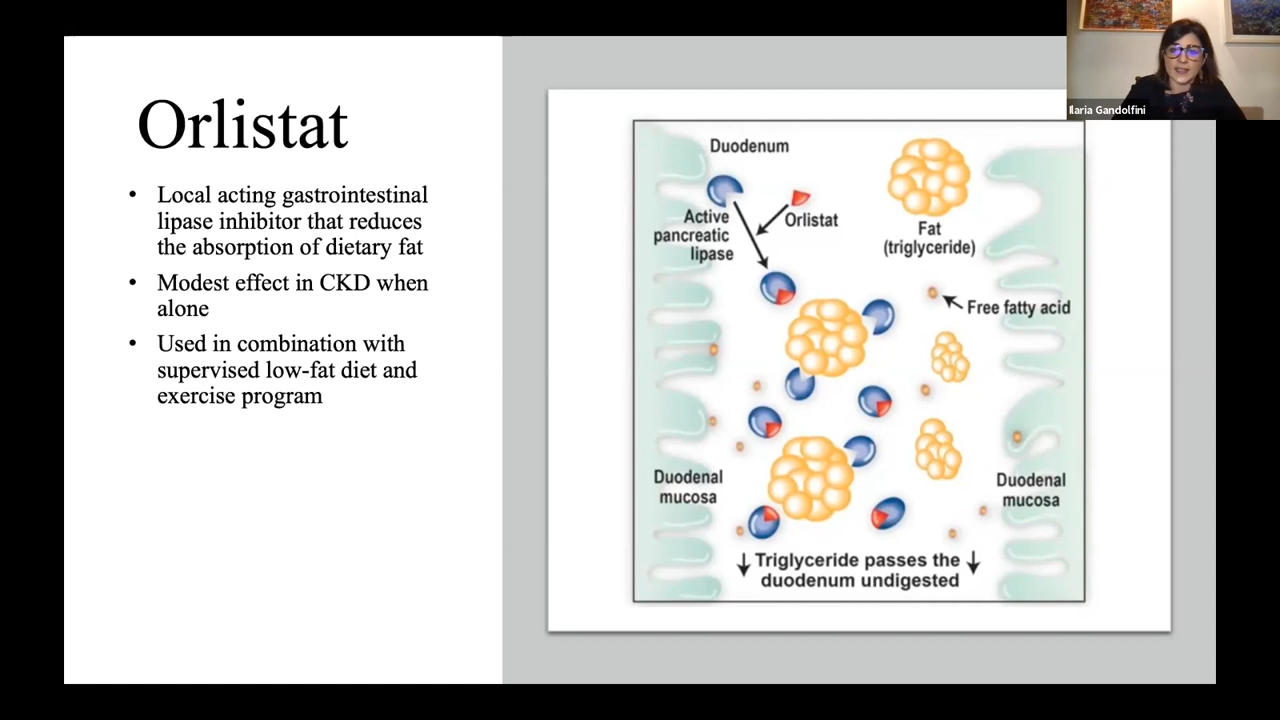 Orlistat
• Local acting gastrointestinal
lipase inhibitor that reduces
the absorption of dietary fat
• Modest effect in CKD when
alone
• Used in combination with
supervised low-fat diet and
exercise program
Duodenum
Active
pancreatic
lipase
Orlistat
Fat
(triglyceride)
Free fatty acid
Duodenal
mucosa
Duodenal
mucosa
Triglyceride passes the
duodenum undigested
Ilaria Gandolfini